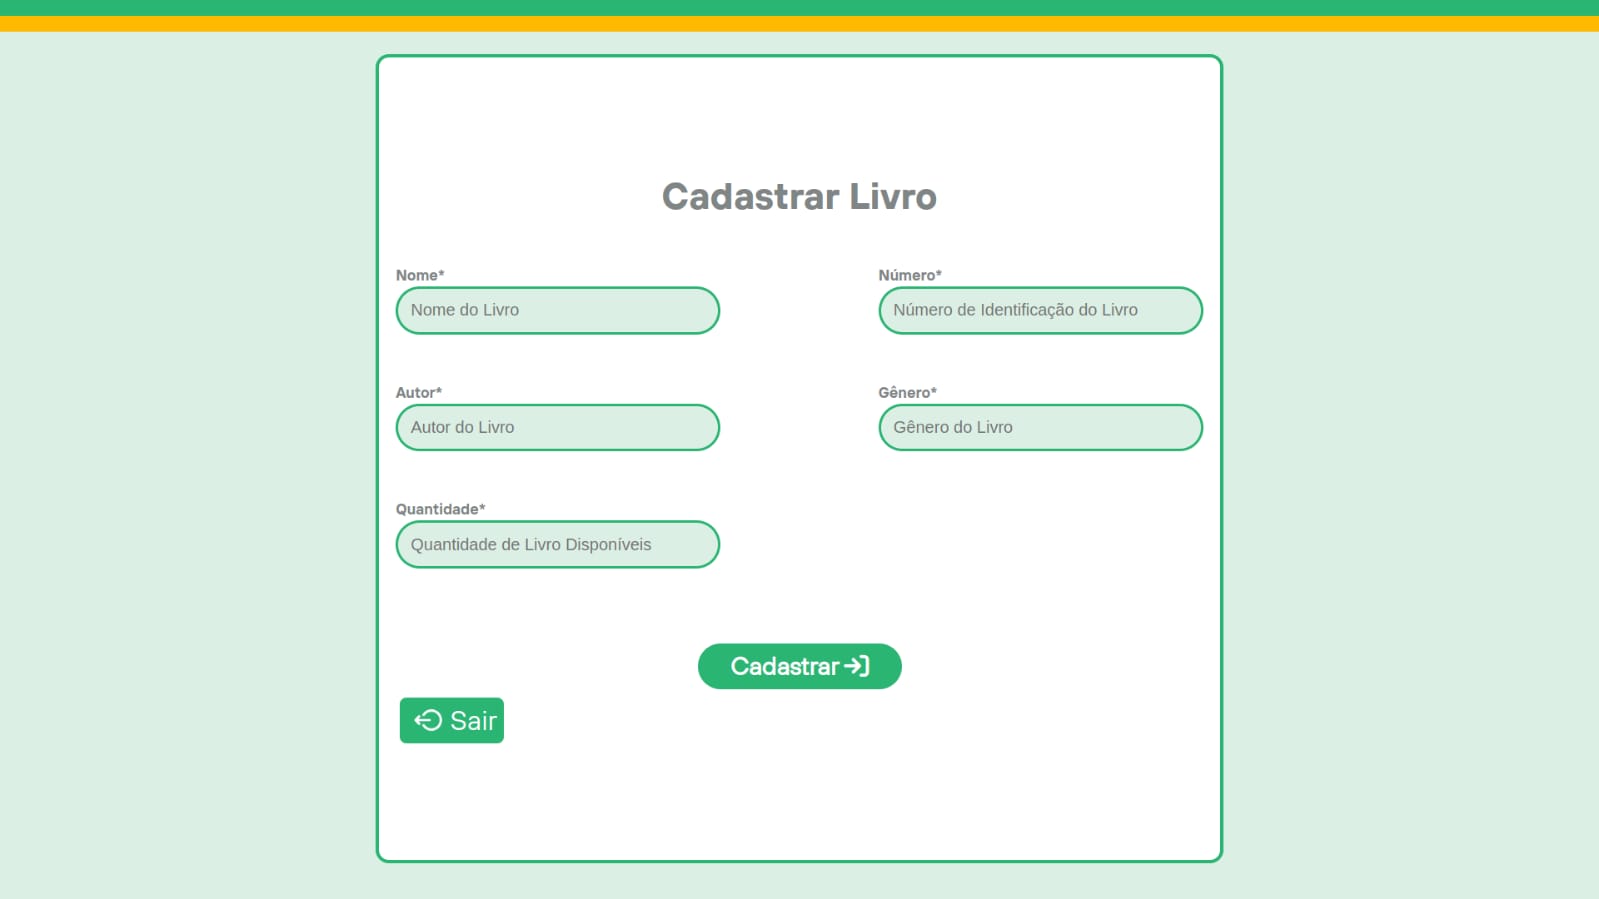 Cadastrar Livro
Nome*
Número*
Nome do Livro
Número de Identificação do Livro
Autor*
Gênero*
Autor do Livro
Gênero do Livro
Quantidade*
Quantidade de Livro Disponíveis
Cadastrar
Sair